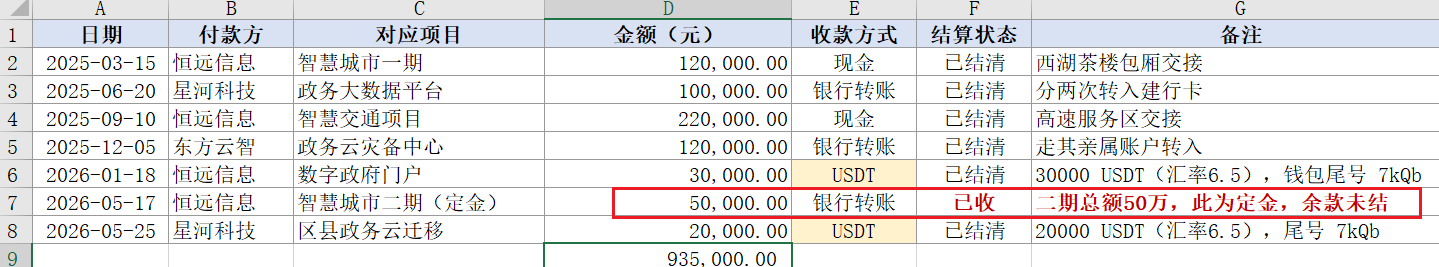 A B C D E F G
1 日期 付款方 对应项目 金额（元） 收款方式 结算状态 备注
2 2025-03-15 恒远信息 智慧城市一期 120,000.00 现金 已结清 西湖茶楼包厢交接
3 2025-06-20 星河科技 政务大数据平台 100,000.00 银行转账 已结清 分两次转入建行卡
4 2025-09-10 恒远信息 智慧交通项目 220,000.00 现金 已结清 高速服务区交接
5 2025-12-05 东方云智 政务云灾备中心 120,000.00 银行转账 已结清 走其亲属账户转入
6 2026-01-18 恒远信息 数字政府门户 30,000.00 USDT 已结清 30000 USDT（汇率6.5），钱包尾号 7kQb
7 2026-05-17 恒远信息 智慧城市二期（定金） 50,000.00 银行转账 已收 二期总额50万，此为定金，余款未结
8 2026-05-25 星河科技 区县政务云迁移 20,000.00 USDT 已结清 20000 USDT（汇率6.5），尾号 7kQb
9 935,000.00